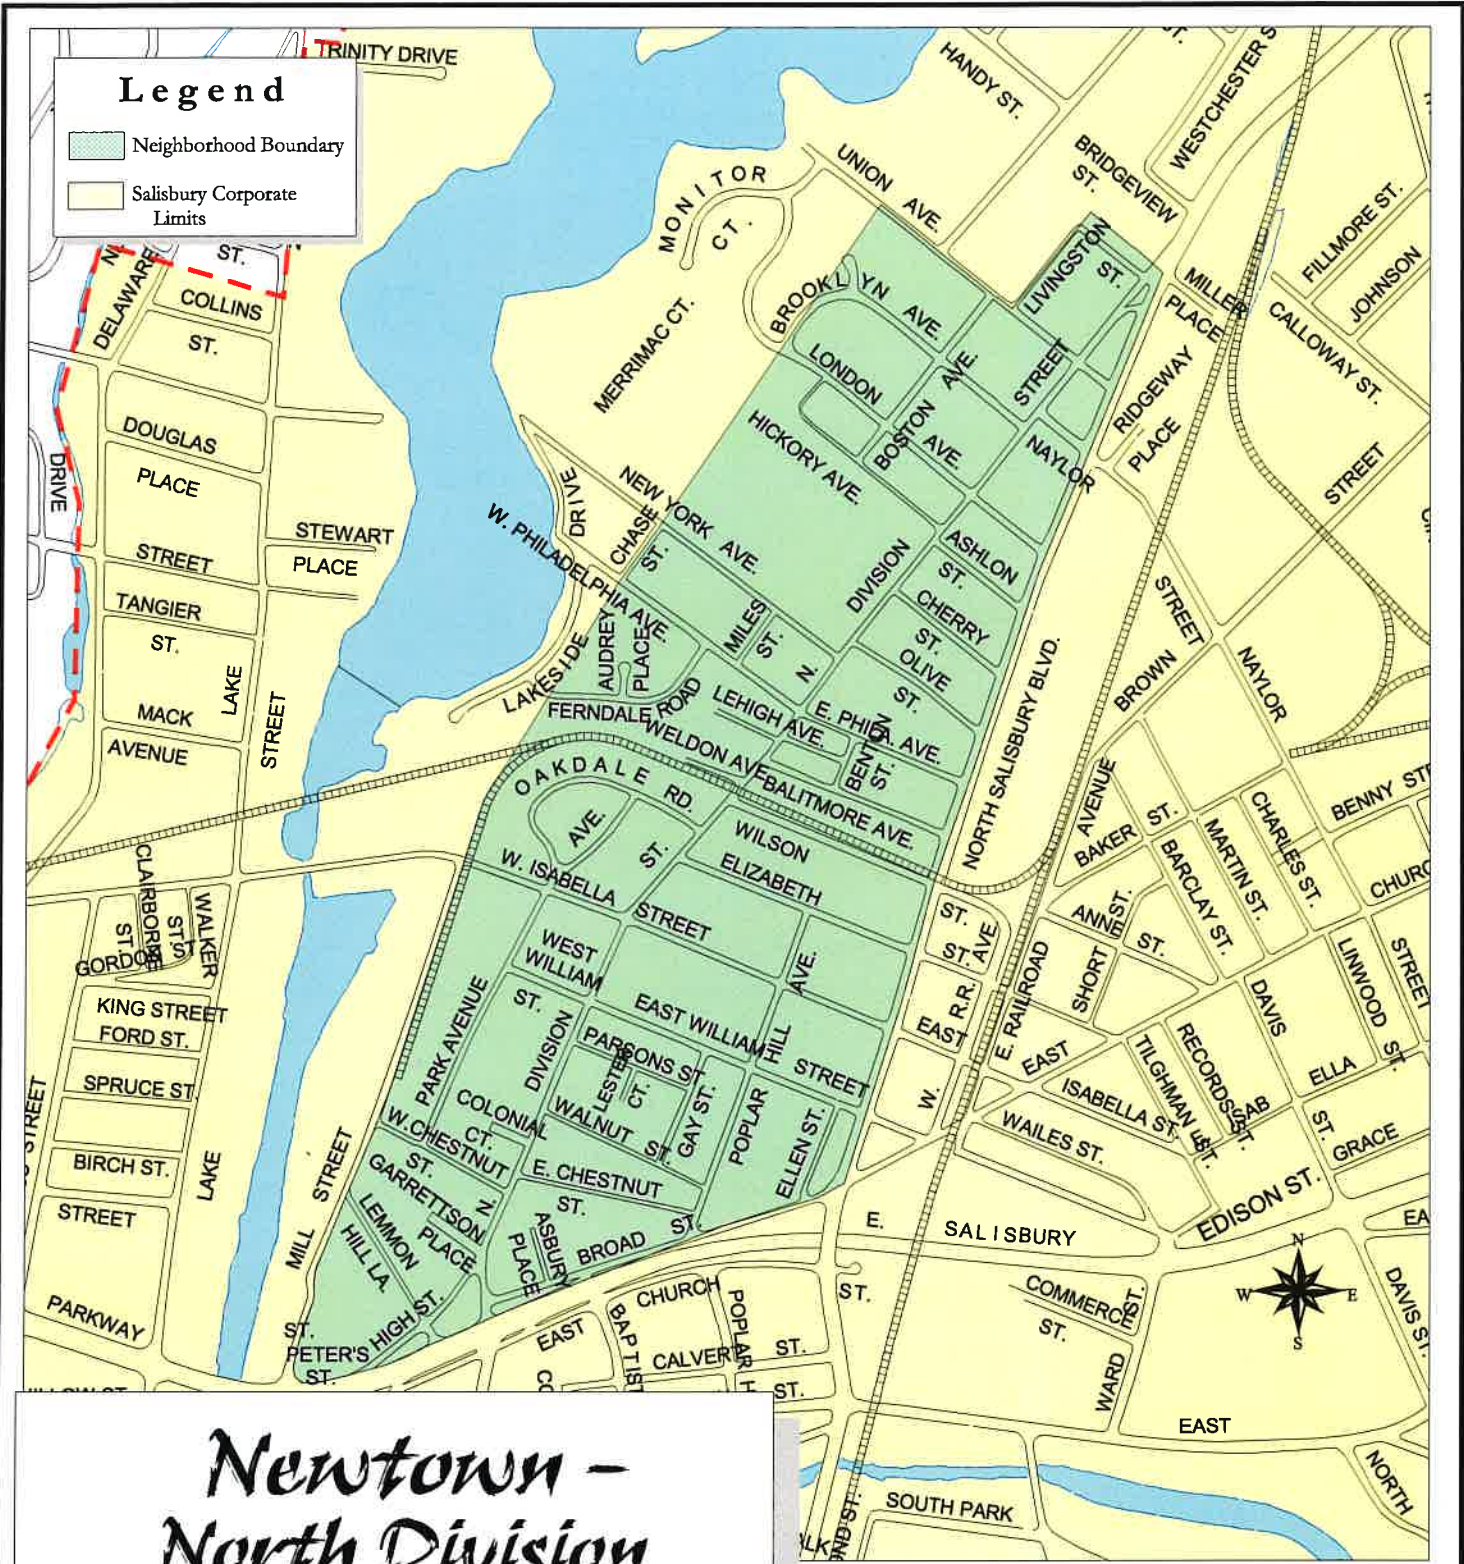 TRINITY DRIVE
Legend
Neighborhood Boundary
Salisbury Corporate
Limits
HANDY ST.
WESTCHESTER S
BRIDGEVIEW
ST.
UNION AVE.
MONITOR
CT.
MERRIMAC CT.
BROOKLYN AVE.
LIVINGSTON
ST.
MILLER
PLACE
FILLMORE ST.
JOHNSON
CALLOWAY ST.
STREET
RIDGEWAY
PLACE
ST.
DELAWARE
COLLINS
ST.
DOUGLAS
PLACE
DRIVE
STREET
STEWART
PLACE
TANGIER
ST.
LAKE
STREET
MACK
AVENUE
LONDON
AVE.
HICKORY AVE.
BOSTON
AVE.
STREET
NAYLOR
NEW YORK AVE.
DRIVE
CHASE
ST.
W. PHILADELPHIA AVE.
DIVISION
ASHLON
ST.
CHERRY
ST.
OLIVE
ST.
MILES
ST.
N.
AUDREY
PLACE
LAKESIDE
FERNDALE ROAD
LEHIGH AVE.
E. PHILA. AVE.
BENTON
ST.
WELDON AVE
BALITMORE AVE.
OAKDALE RD.
AVE.
ST.
WILSON
ELIZABETH
NORTH SALISBURY BLVD.
STREET
BROWN
NAYLOR
AVENUE
BAKER ST.
BARCLAY ST.
MARTIN ST.
CHARLES ST.
BENNY
CHURC
ANNE
ST.
ST.
SHORT
LINWOOD ST.
STREET
DAVIS
ST.
W. ISABELLA
STREET
WEST
WILLIAM
ST.
EAST WILLIAM
STREET
AVE.
HILL
POPLAR
PARK AVENUE
DIVISION
PARSONS ST
LESTER
CT.
COLONIAL
CT.
WALNUT ST.
GAY ST.
ELLEN ST.
W. CHESTNUT
ST.
E. CHESTNUT
ST.
GARRETTSON
PLACE
N.
LEMMON
HILL LA.
ASBURY
PLACE
BROAD ST.
HIGH ST.
ST.
PETER'S
ST.
MILL
STREET
CLAIRBORNE
ST.
ST.
WALKER
GORDON
KING STREET
FORD ST.
SPRUCE ST
BIRCH ST.
STREET
STREET
LAKE
PARKWAY
ST.
ST.
AVE
R.R.
EAST
W.
E. RAILROAD
EAST
ISABELLA ST.
TILGHMAN
ST.
RECORDS
ST.
ELLA
GRACE
WAILES ST.
EDISON ST.
E.
SALISBURY
ST.
COMMERCE
ST.
ST.
WARD
EAST
EA
DAVIS ST.
NORTH
N
W
E
S
CHURCH
EAST
BAPTIST
CALVERT
ST.
POPLAR
ST.
SOUTH PARK
Newtown -
North Division